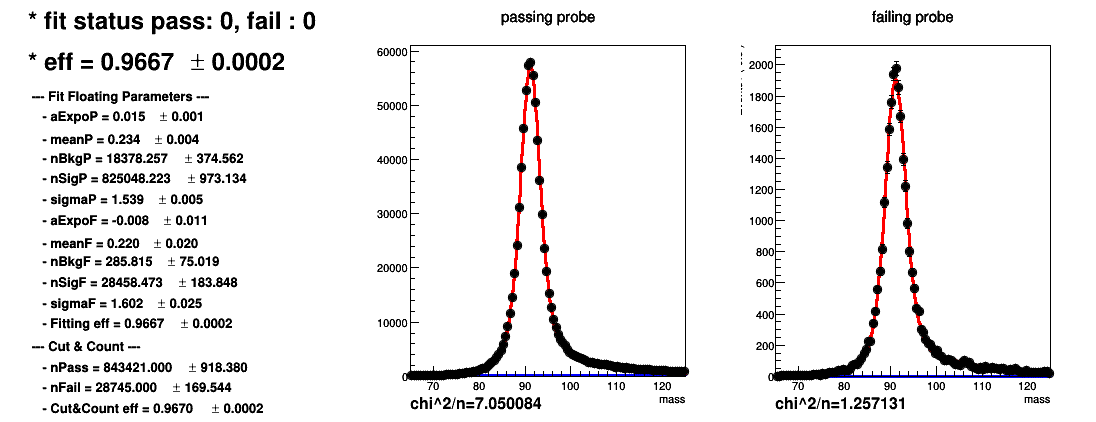 * fit status pass: 0, fail : 0
* eff = 0.9667 ± 0.0002
--- Fit Floating Parameters ---
- aExpoP = 0.015 ± 0.001
- meanP = 0.234 ± 0.004
- nBkgP = 18378.257 ± 374.562
- nSigP = 825048.223 ± 973.134
- sigmaP = 1.539 ± 0.005
- aExpoF = -0.008 ± 0.011
- meanF = 0.220 ± 0.020
- nBkgF = 285.815 ± 75.019
- nSigF = 28458.473 ± 183.848
- sigmaF = 1.602 ± 0.025
- Fitting eff = 0.9667 ± 0.0002
--- Cut & Count ---
- nPass = 843421.000 ± 918.380
- nFail = 28745.000 ± 169.544
- Cut&Count eff = 0.9670 ± 0.0002
passing probe
60000
50000
40000
30000
20000
10000
0
70 80 90 100 110 120
mass
chi^2/n=7.050084
failing probe
2000
1800
1600
1400
1200
1000
800
600
400
200
0
70 80 90 100 110 120
mass
chi^2/n=1.257131